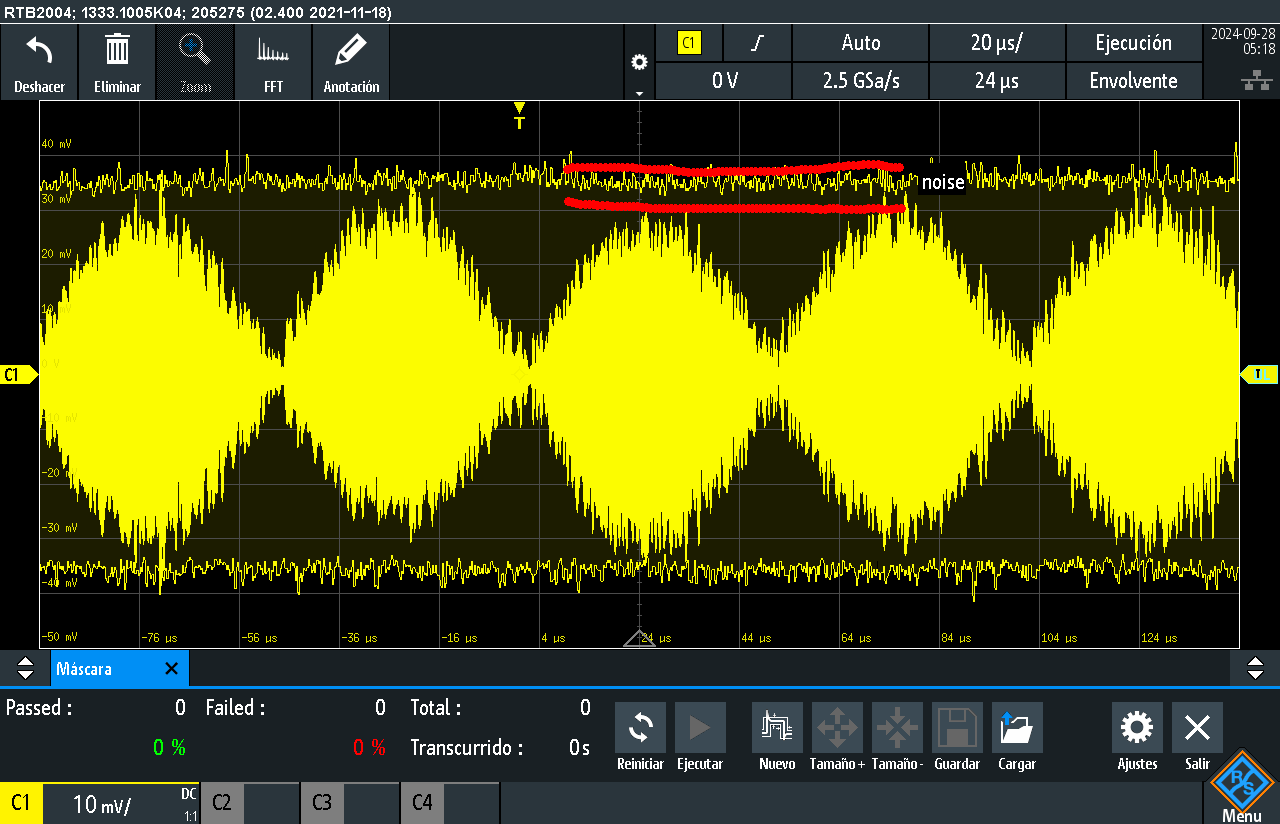 RTB2004; 1333.1005K04; 205275 (02.400 2021-11-18)
Deshacer
Eliminar
Zoom
FFT
Anotación
C1
Auto
20 µs/
Ejecución
2024-09-28
05:18
0 V
2.5 GSa/s
24 µs
Envolvente
T
40 mV
30 mV
noise
20 mV
10 mV
C1
0 V
T
-10 mV
-20 mV
-30 mV
-40 mV
-50 mV
-76 µs
-56 µs
-36 µs
-16 µs
4 µs
24 µs
44 µs
64 µs
84 µs
104 µs
124 µs
Máscara
Passed : 0
Failed : 0
Total : 0
0 %
0 %
Transcurrido : 0 s
Reiniciar
Ejecutar
Nuevo
Tamaño +
Tamaño -
Guardar
Cargar
Ajustes
Salir
C1
10 mV/
DC
1:1
C2
C3
C4
R&S
Menu